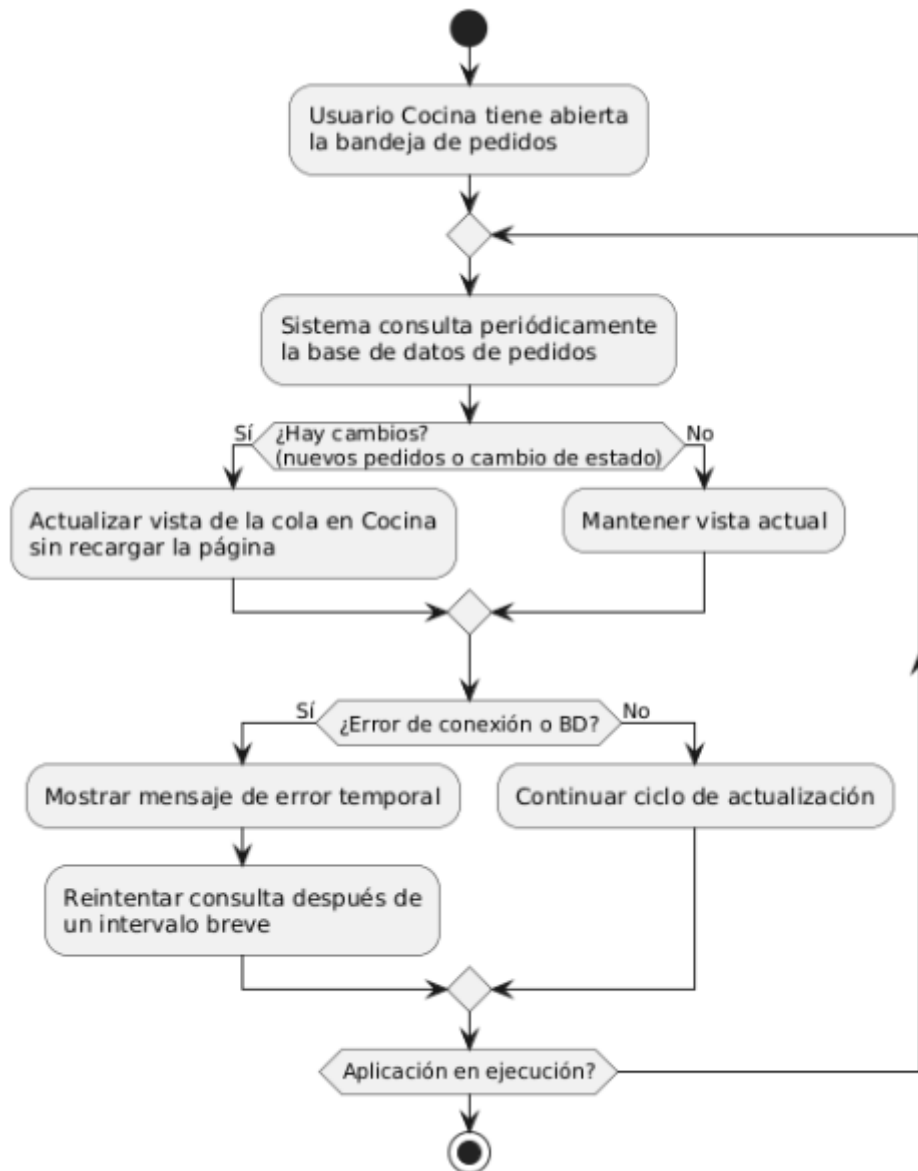 Usuario Cocina tiene abierta
la bandeja de pedidos
Sistema consulta periódicamente
la base de datos de pedidos
Sí
¿Hay cambios?
(nuevos pedidos o cambio de estado)
No
Actualizar vista de la cola en Cocina
sin recargar la página
Mantener vista actual
Sí
¿Error de conexión o BD?
No
Mostrar mensaje de error temporal
Continuar ciclo de actualización
Reintentar consulta después de
un intervalo breve
Aplicación en ejecución?